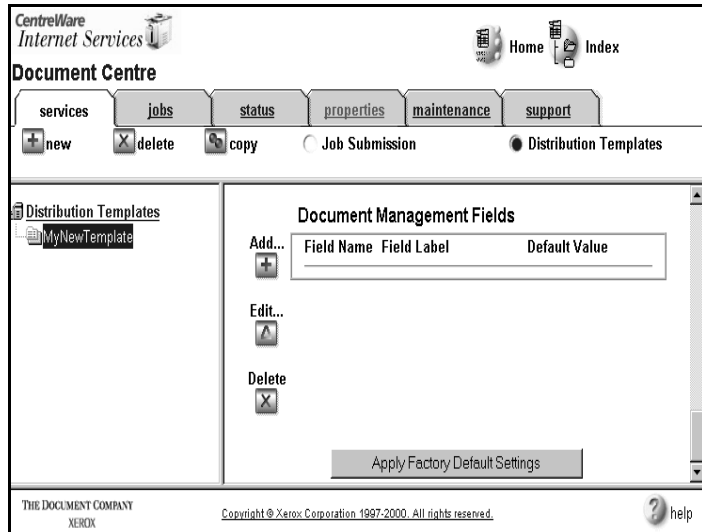 CentreWare
Internet Services
Home Index
Document Centre
services jobs status properties maintenance support
new delete copy Job Submission Distribution Templates
Distribution Templates
MyNewTemplate
Document Management Fields
Add...
Field Name Field Label Default Value
Edit...
Delete
Apply Factory Default Settings
THE DOCUMENT COMPANY
XEROX
Copyright © Xerox Corporation 1997-2000. All rights reserved.
help